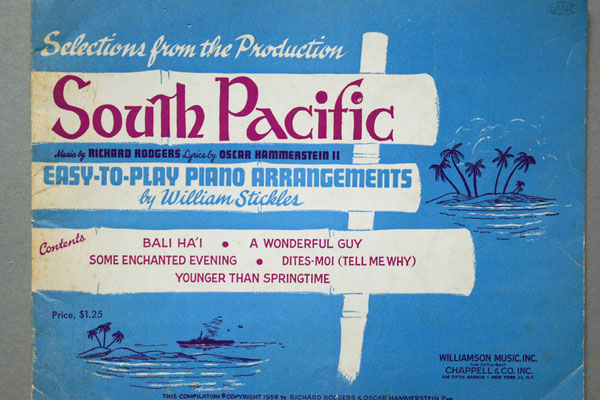 Selections from the Production
South Pacific
Music by RICHARD RODGERS Lyrics by OSCAR HAMMERSTEIN II
EASY-TO-PLAY PIANO ARRANGEMENTS
by William Stickles
Contents
BALI HA'I • A WONDERFUL GUY
SOME ENCHANTED EVENING • DITES-MOI (TELL ME WHY)
YOUNGER THAN SPRINGTIME
Price, $1.25
WILLIAMSON MUSIC, INC.
CHAPPELL & CO. INC.
THIS COMPILATION © COPYRIGHT 1958 by RICHARD RODGERS & OSCAR HAMMERSTEIN